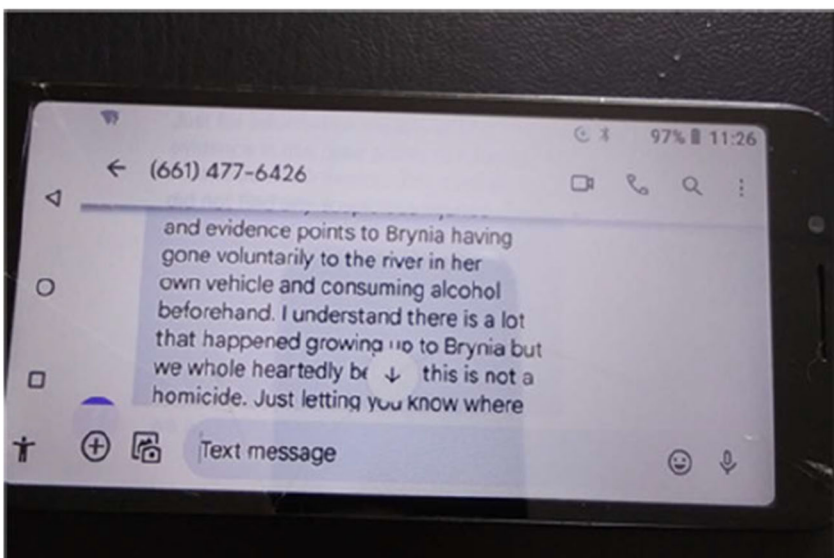 97% 11:26
(661) 477-6426
and evidence points to Brynia having
gone voluntarily to the river in her
own vehicle and consuming alcohol
beforehand. I understand there is a lot
that happened growing up to Brynia but
we whole heartedly be this is not a
homicide. Just letting you know where
Text message